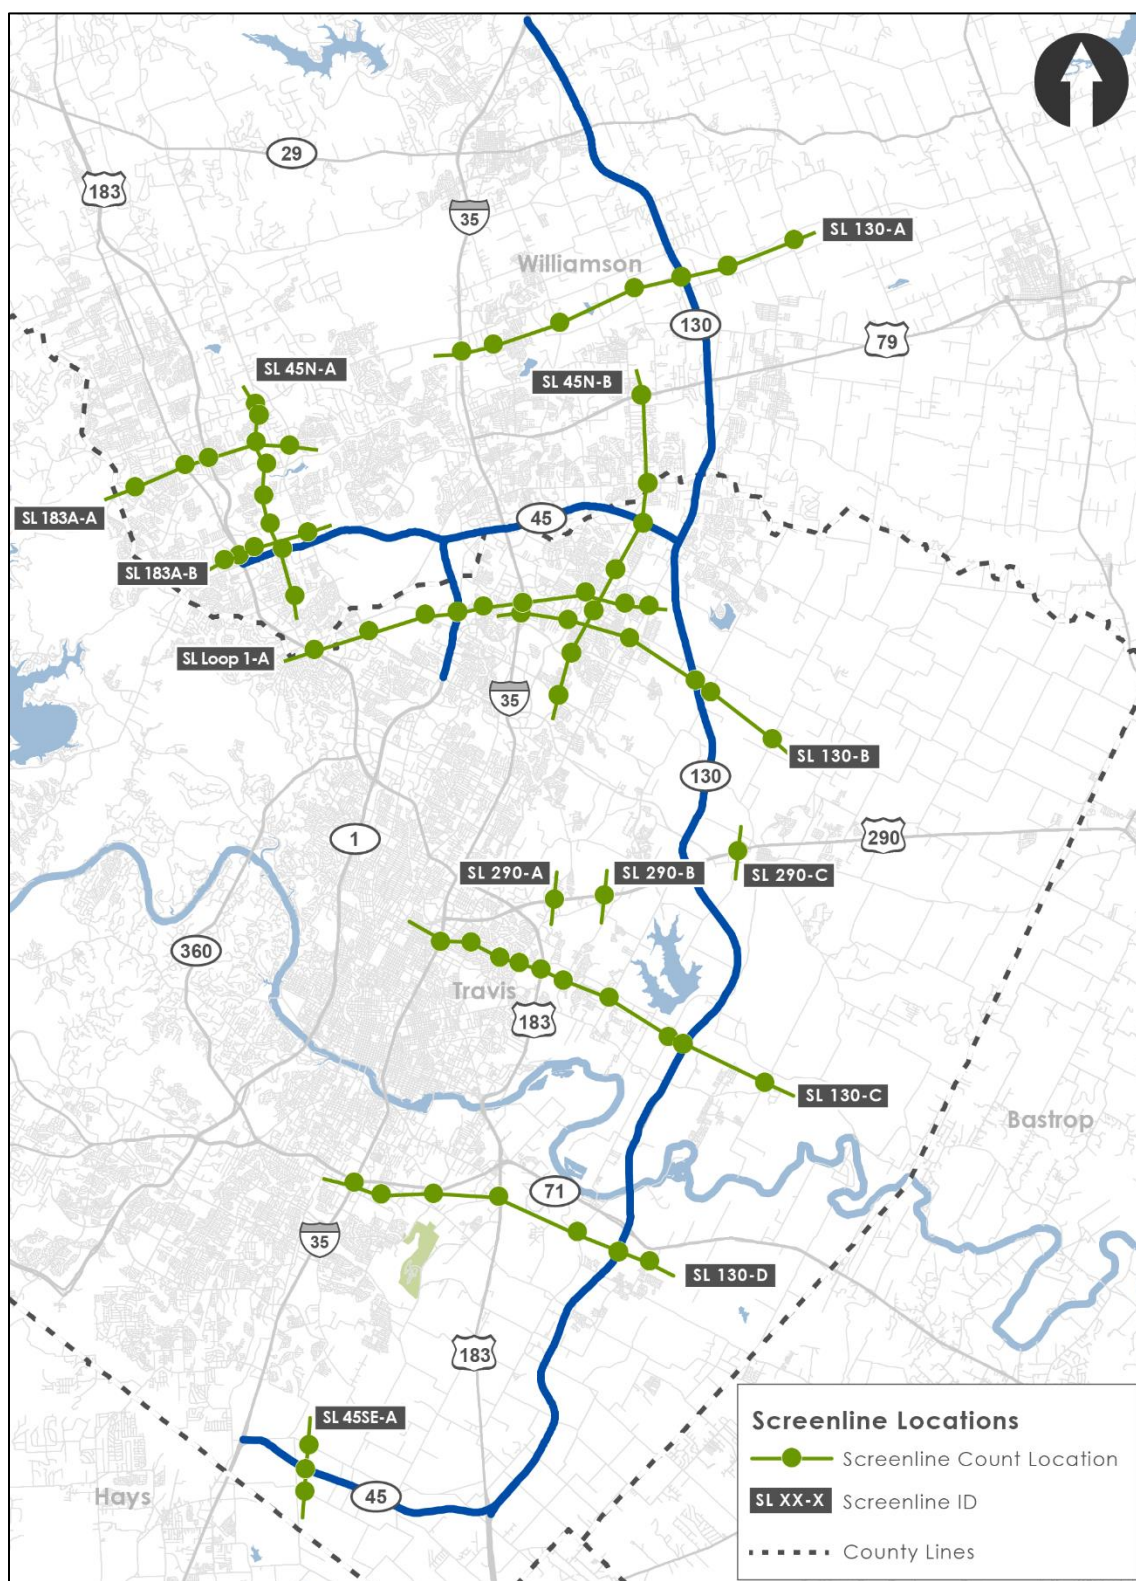 29
183
35
SL 130-A
Williamson
130
79
SL 45N-A
SL 45N-B
SL 183A-A
45
SL 183A-B
SL Loop 1-A
35
SL 130-B
130
1
290
SL 290-A
SL 290-B
SL 290-C
360
Travis
183
SL 130-C
Bastrop
71
35
SL 130-D
183
SL 45SE-A
45
Hays
Screenline Locations
Screenline Count Location
SL XX-X Screenline ID
County Lines